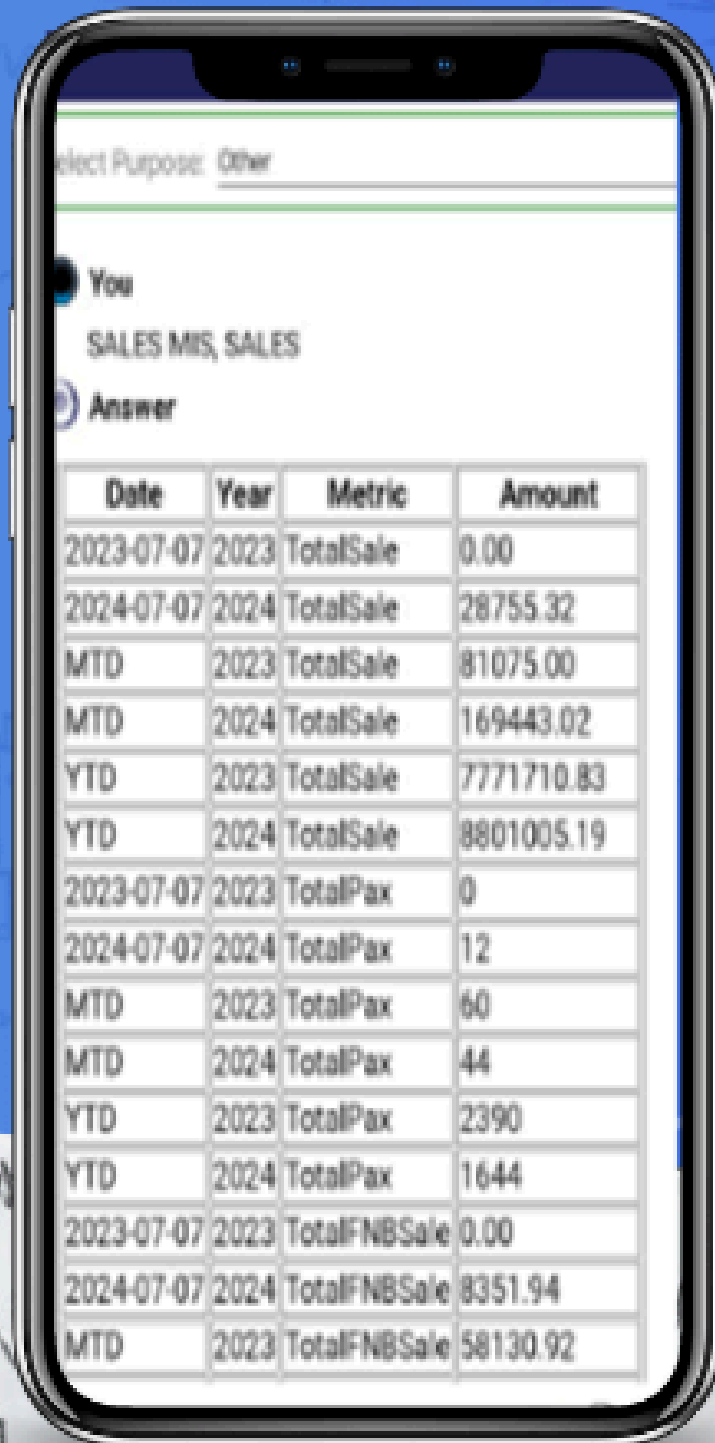 elect Purpose: Other
You
SALES MIS, SALES
Answer
Date Year Metric Amount
2023-07-07 2023 TotalSale 0.00
2024-07-07 2024 TotalSale 28755.32
MTD 2023 TotalSale 81075.00
MTD 2024 TotalSale 169443.02
YTD 2023 TotalSale 7771710.83
YTD 2024 TotalSale 8801005.19
2023-07-07 2023 TotalPax 0
2024-07-07 2024 TotalPax 12
MTD 2023 TotalPax 60
MTD 2024 TotalPax 44
YTD 2023 TotalPax 2390
YTD 2024 TotalPax 1644
2023-07-07 2023 TotalFNBSale 0.00
2024-07-07 2024 TotalFNBSale 8351.94
MTD 2023 TotalFNBSale 58130.92